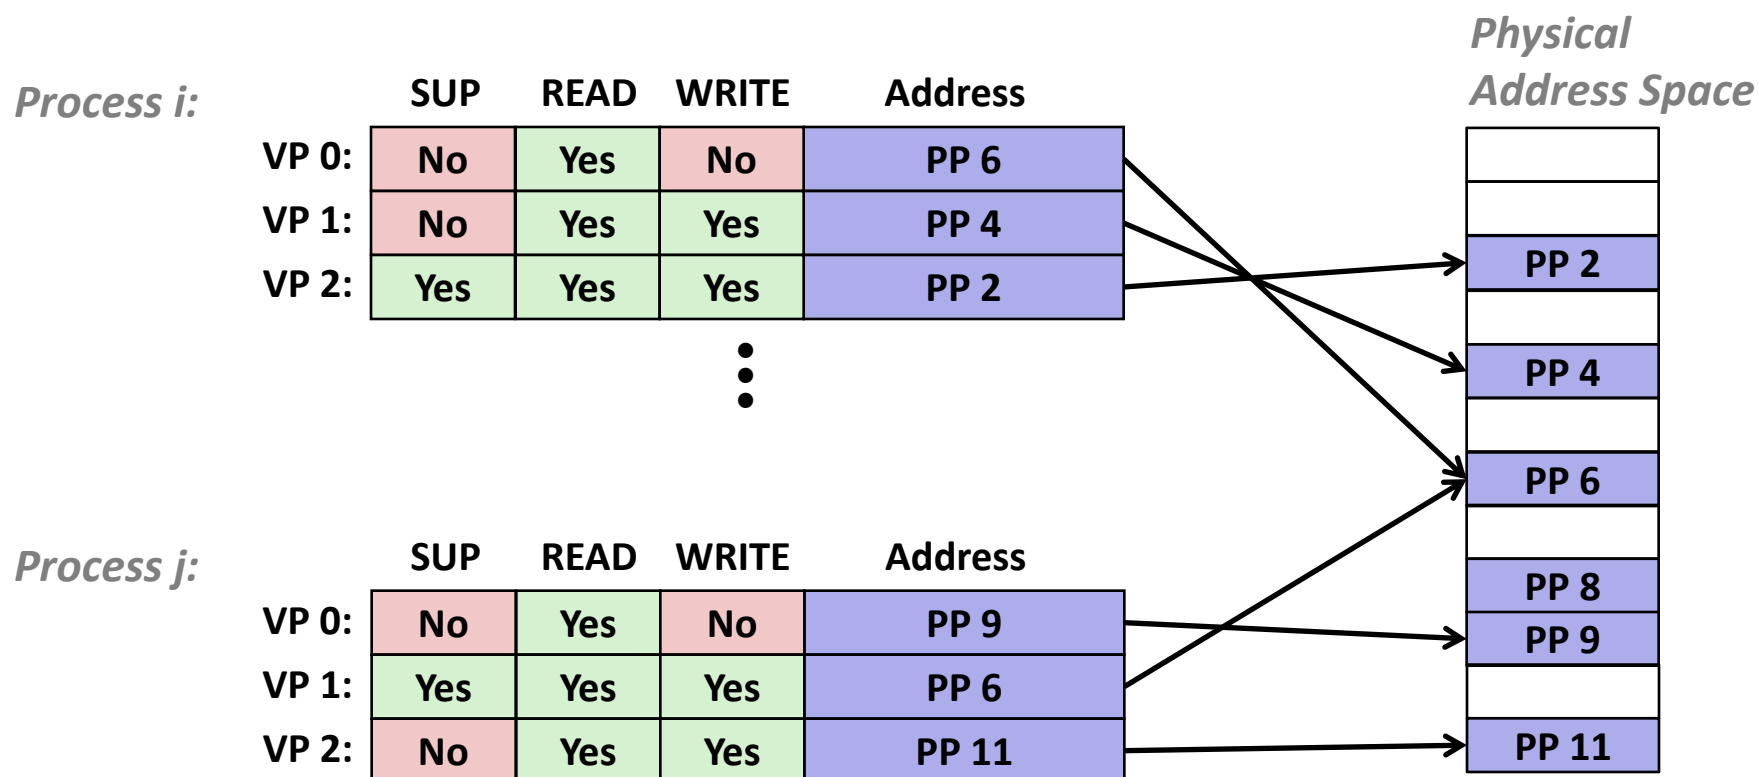 Physical
Address Space
Process i:
SUP READ WRITE Address
VP 0: No Yes No PP 6
VP 1: No Yes Yes PP 4
VP 2: Yes Yes Yes PP 2
PP 2
PP 4
PP 6
PP 8
PP 9
PP 11
Process j:
SUP READ WRITE Address
VP 0: No Yes No PP 9
VP 1: Yes Yes Yes PP 6
VP 2: No Yes Yes PP 11